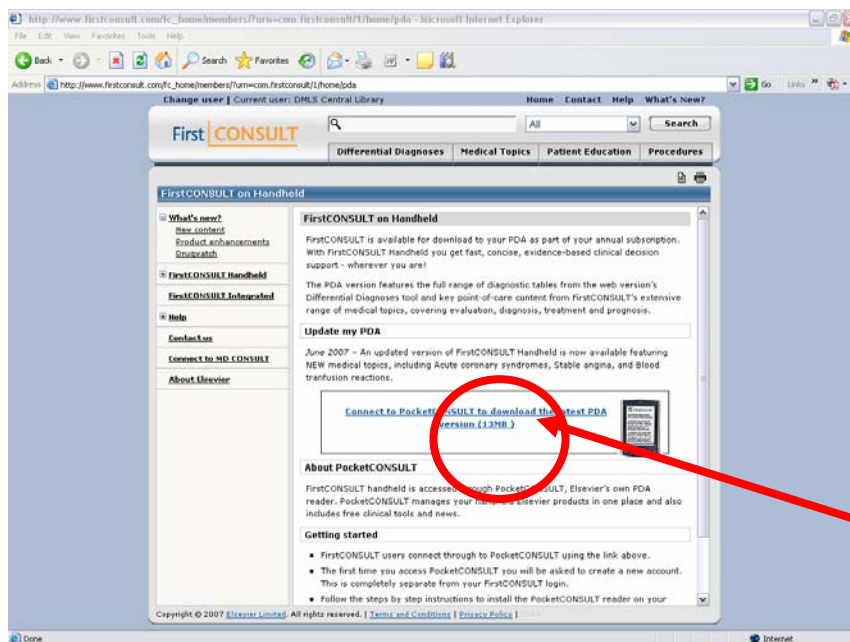 http://www.firstconsult.com/fc_home/members/?urn=com.firstconsult/1/home/pda - Microsoft Internet Explorer
File Edit View Favorites Tools Help
Back Search Favorites
Address http://www.firstconsult.com/fc_home/members/?urn=com.firstconsult/1/home/pda Go Links
Change user | Current user: DMLS Central Library Home Contact Help What's New?
First CONSULT All Search
Differential Diagnoses Medical Topics Patient Education Procedures
FirstCONSULT on Handheld
What's new?
New content
Product enhancements
Drugwatch
FirstCONSULT Handheld
FirstCONSULT Integrated
Help
Contact us
Connect to MD CONSULT
About Elsevier
FirstCONSULT on Handheld
FirstCONSULT is available for download to your PDA as part of your annual subscription.
With FirstCONSULT Handheld you get fast, concise, evidence-based clinical decision
support - wherever you are!
The PDA version features the full range of diagnostic tables from the web version's
Differential Diagnoses tool and key point-of-care content from FirstCONSULT's extensive
range of medical topics, covering evaluation, diagnosis, treatment and prognosis.
Update my PDA
June 2007 - An updated version of FirstCONSULT Handheld is now available featuring
NEW medical topics, including Acute coronary syndromes, Stable angina, and Blood
tranfusion reactions.
Connect to PocketCONSULT to download the latest PDA
version (13MB )
About PocketCONSULT
FirstCONSULT handheld is accessed through PocketCONSULT, Elsevier's own PDA
reader. PocketCONSULT manages your handheld Elsevier products in one place and also
includes free clinical tools and news.
Getting started
• FirstCONSULT users connect through to PocketCONSULT using the link above.
• The first time you access PocketCONSULT you will be asked to create a new account.
This is completely separate from your FirstCONSULT login.
• Follow the steps by step instructions to install the PocketCONSULT reader on your
Copyright © 2007 Elsevier Limited. All rights reserved. | Terms and Conditions | Privacy Policy |
Done Internet